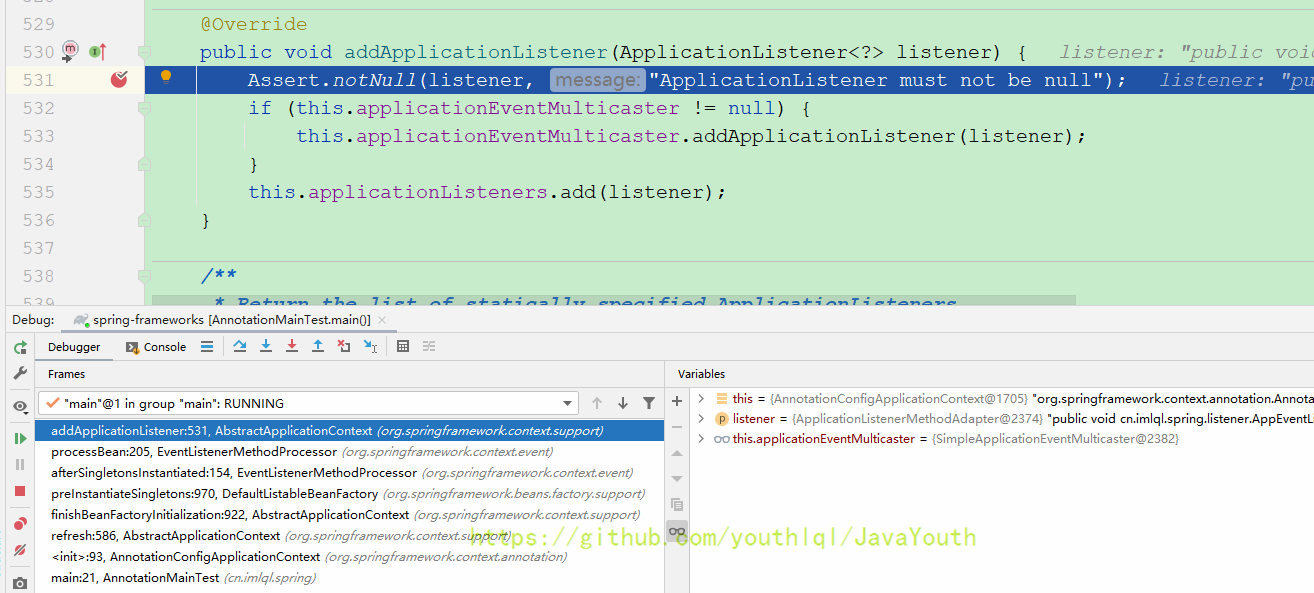 529 @Override
530 public void addApplicationListener(ApplicationListener<?> listener) { listener: "public voi
531 Assert.notNull(listener, message: "ApplicationListener must not be null"); listener: "pu
532 if (this.applicationEventMulticaster != null) {
533 this.applicationEventMulticaster.addApplicationListener(listener);
534 }
535 this.applicationListeners.add(listener);
536 }
537
538 /**
539 * Return the list of statically specified ApplicationListeners
Debug: spring-frameworks [AnnotationMainTest.main()]
Debugger Console
Frames Variables
"main"@1 in group "main": RUNNING
this = {AnnotationConfigApplicationContext@1705} "org.springframework.context.annotation.Annota
listener = {ApplicationListenerMethodAdapter@2374} "public void cn.imlql.spring.listener.AppEventLi
this.applicationEventMulticaster = {SimpleApplicationEventMulticaster@2382}
addApplicationListener:531, AbstractApplicationContext (org.springframework.context.support)
processBean:205, EventListenerMethodProcessor (org.springframework.context.event)
afterSingletonsInstantiated:154, EventListenerMethodProcessor (org.springframework.context.event)
preInstantiateSingletons:970, DefaultListableBeanFactory (org.springframework.beans.factory.support)
finishBeanFactoryInitialization:922, AbstractApplicationContext (org.springframework.context.support)
refresh:586, AbstractApplicationContext (org.springframework.context.support)
https://github.com/youthlql/JavaYouth
<init>:93, AnnotationConfigApplicationContext (org.springframework.context.annotation)
main:21, AnnotationMainTest (cn.imlql.spring)